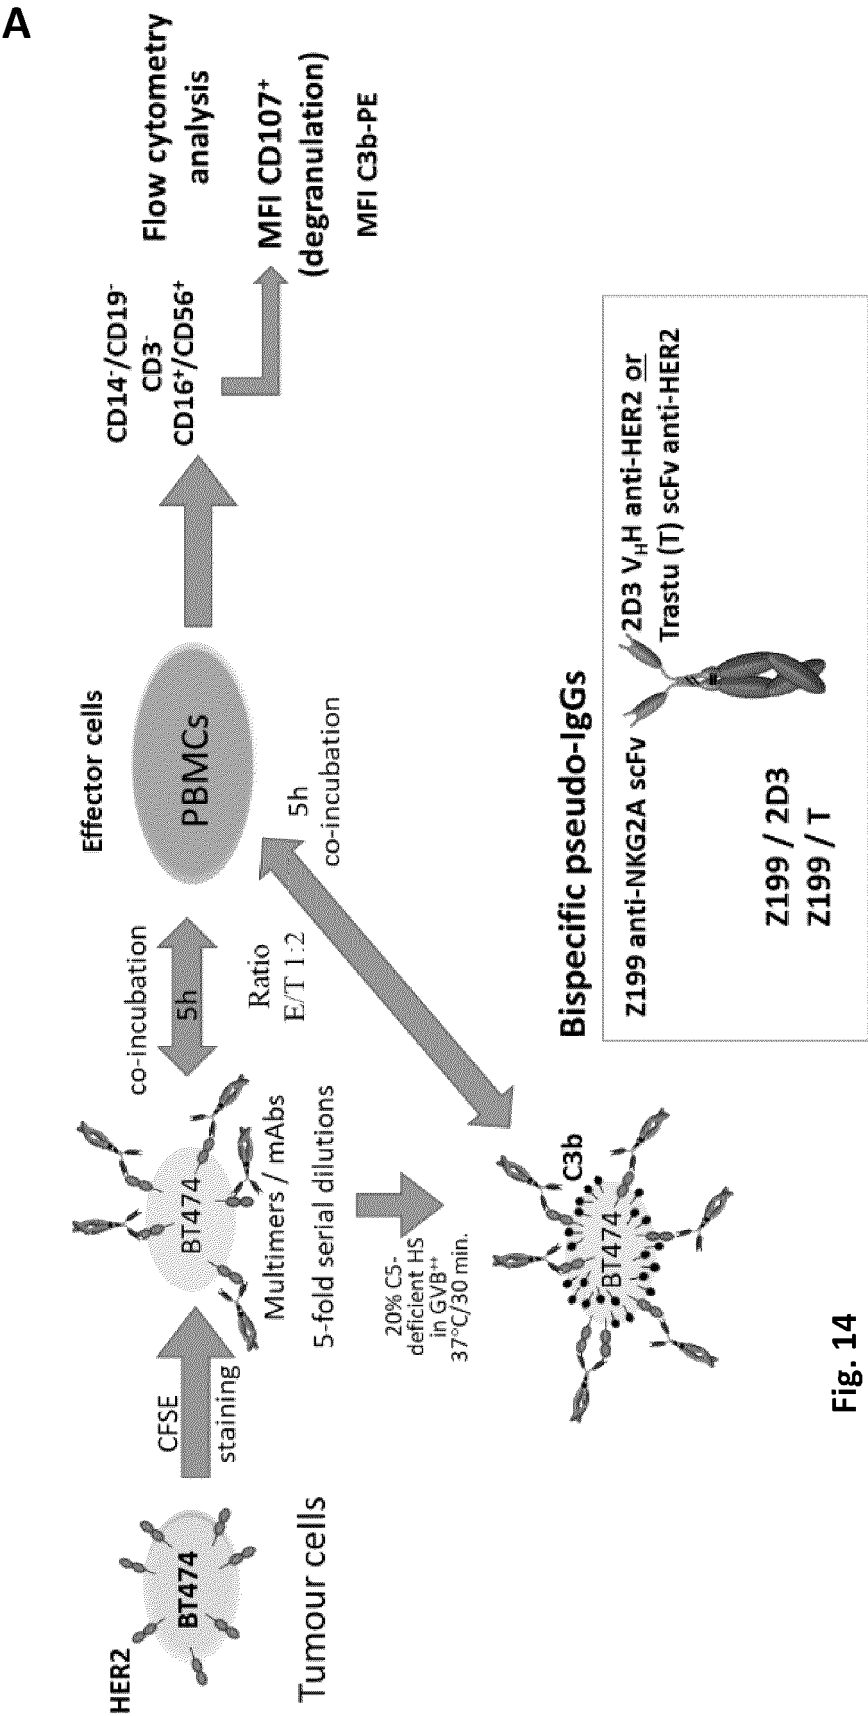 A
HER2
BT474
Tumour cells
CFSE
staining
BT474
Multimers / mAbs
5-fold serial dilutions
co-incubation
5h
Ratio
E/T 1:2
Effector cells
PBMCs
CD14⁻/CD19⁻
CD3⁻
CD16⁺/CD56⁺
Flow cytometry
analysis
MFI CD107⁺
(degranulation)
MFI C3b-PE
20% C5-
deficient HS
in GVB⁺⁺
37°C/30 min.
5h
co-incubation
C3b
BT474
Bispecific pseudo-IgGs
Z199 anti-NKG2A scFv
2D3 VHH anti-HER2 or
Trastu (T) scFv anti-HER2
Z199 / 2D3
Z199 / T
Fig. 14